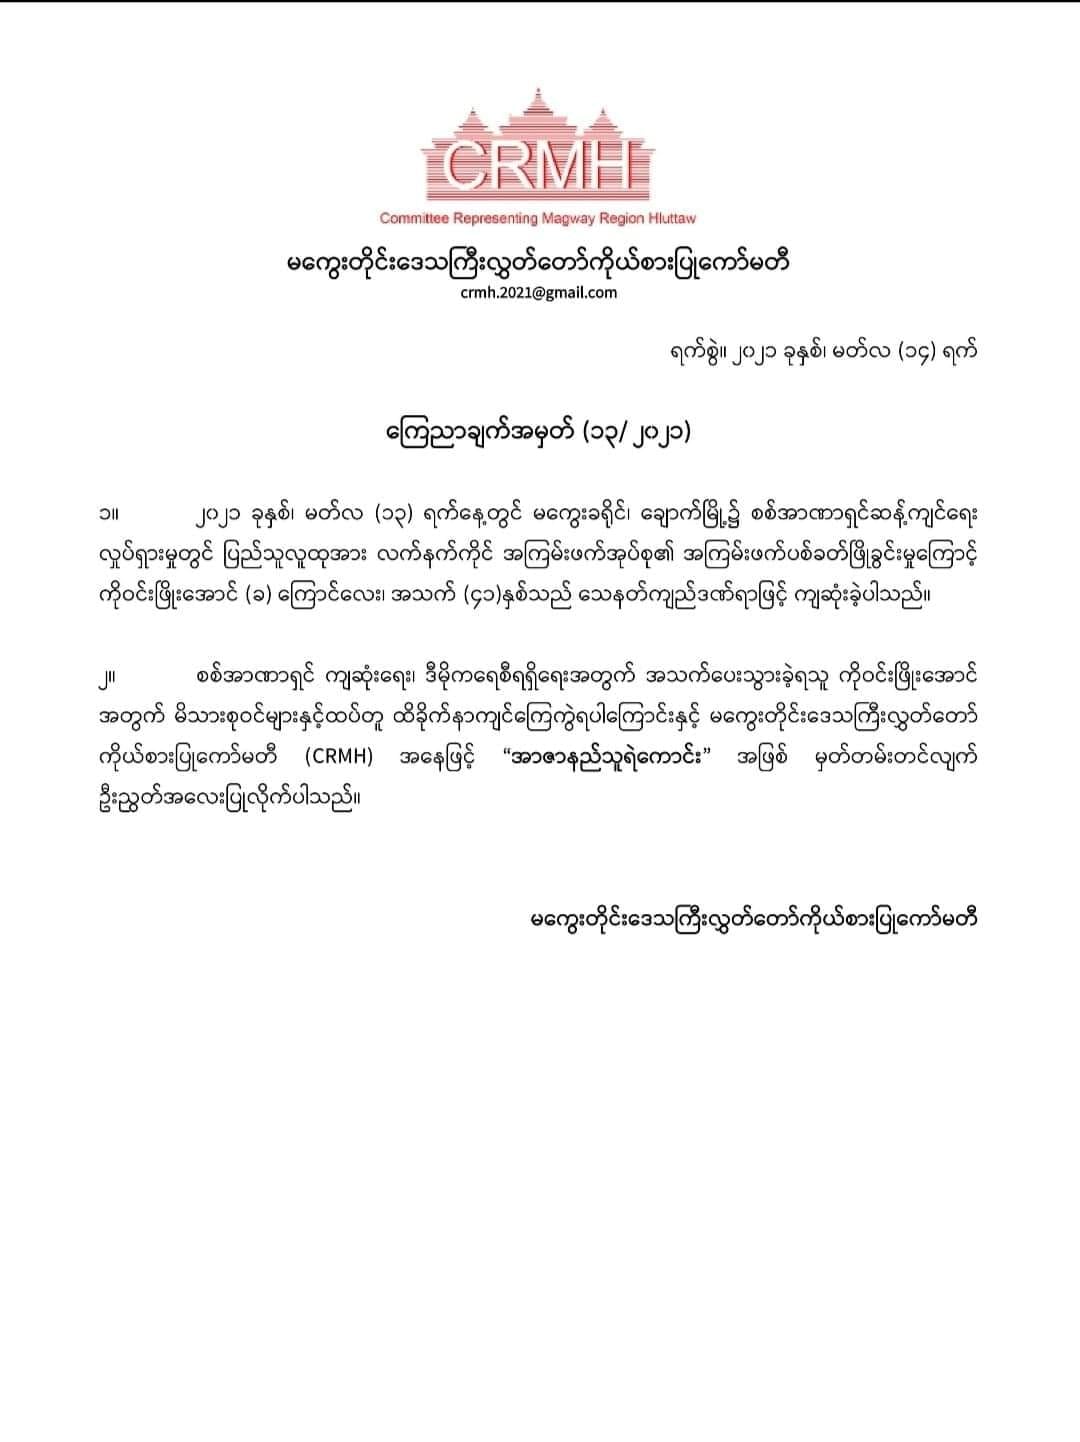 CRMH
Committee Representing Magway Region Hluttaw
မကွေးတိုင်းဒေသကြီးလွှတ်တော်ကိုယ်စားပြုကော်မတီ
crmh.2021@gmail.com
ရက်စွဲ။ ၂၀၂၁ ခုနှစ်၊ မတ်လ (၁၄) ရက်
ကြေညာချက်အမှတ် (၁၃/၂၀၂၁)
၁။ ၂၀၂၁ ခုနှစ်၊ မတ်လ (၁၃) ရက်နေ့တွင် မကွေးခရိုင်၊ ချောက်မြို့၌ စစ်အာဏာရှင်ဆန့်ကျင်ရေး
လှုပ်ရှားမှုတွင် ပြည်သူလူထုအား လက်နက်ကိုင် အကြမ်းဖက်အုပ်စု၏ အကြမ်းဖက်ပစ်ခတ်ဖြိုခွင်းမှုကြောင့်
ကိုဝင်းဖြိုးအောင် (ခ) ကြောင်လေး၊ အသက် (၄၁)နှစ်သည် သေနတ်ကျည်ဒဏ်ရာဖြင့် ကျဆုံးခဲ့ပါသည်။
၂။ စစ်အာဏာရှင် ကျဆုံးရေး၊ ဒီမိုကရေစီရရှိရေးအတွက် အသက်ပေးသွားခဲ့ရသူ ကိုဝင်းဖြိုးအောင်
အတွက် မိသားစုဝင်များနှင့်ထပ်တူ ထိခိုက်နာကျင်ကြေကွဲရပါကြောင်းနှင့် မကွေးတိုင်းဒေသကြီးလွှတ်တော်
ကိုယ်စားပြုကော်မတီ (CRMH) အနေဖြင့် “အာဇာနည်သူရဲကောင်း” အဖြစ် မှတ်တမ်းတင်လျက်
ဦးညွှတ်အလေးပြုလိုက်ပါသည်။
မကွေးတိုင်းဒေသကြီးလွှတ်တော်ကိုယ်စားပြုကော်မတီ